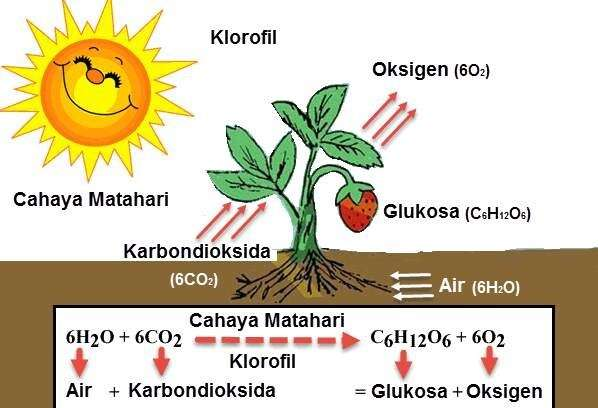 Klorofil
Oksigen (6O₂)
Cahaya Matahari
Glukosa (C₆H₁₂O₆)
Karbondioksida
(6CO₂)
Air (6H₂O)
Cahaya Matahari
6H₂O + 6CO₂ C₆H₁₂O₆ + 6O₂
Klorofil
Air + Karbondioksida = Glukosa + Oksigen